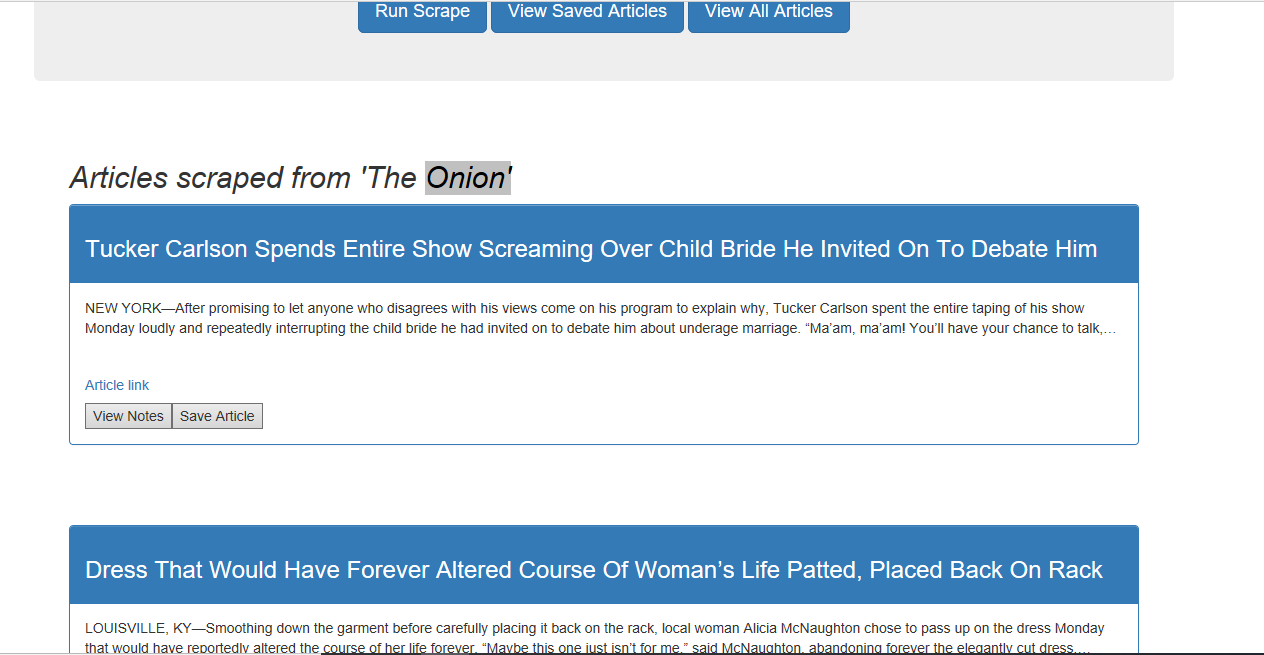 Run Scrape View Saved Articles View All Articles
Articles scraped from 'The Onion'
Tucker Carlson Spends Entire Show Screaming Over Child Bride He Invited On To Debate Him
NEW YORK—After promising to let anyone who disagrees with his views come on his program to explain why, Tucker Carlson spent the entire taping of his show
Monday loudly and repeatedly interrupting the child bride he had invited on to debate him about underage marriage. “Ma’am, ma’am! You’ll have your chance to talk,…
Article link
View Notes Save Article
Dress That Would Have Forever Altered Course Of Woman’s Life Patted, Placed Back On Rack
LOUISVILLE, KY—Smoothing down the garment before carefully placing it back on the rack, local woman Alicia McNaughton chose to pass up on the dress Monday
that would have reportedly altered the course of her life forever. “Maybe this one just isn’t for me,” said McNaughton, abandoning forever the elegantly cut dress,…